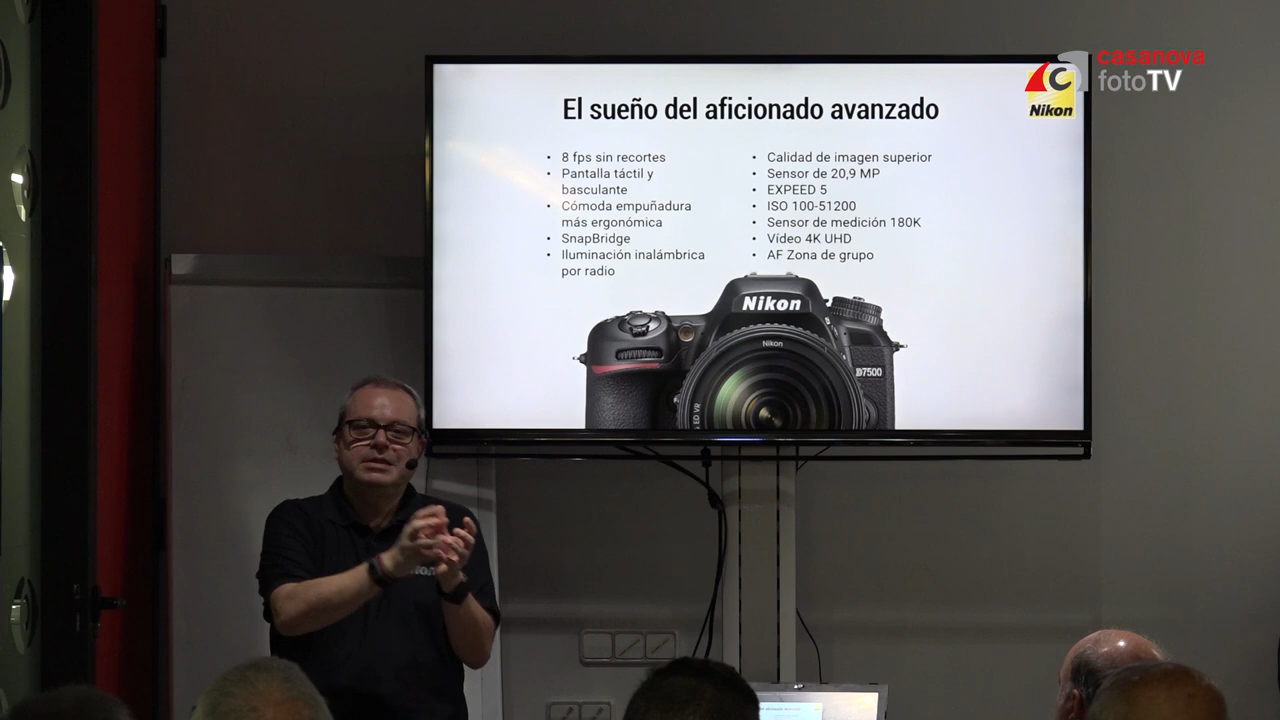 casanova
fotoTV
Nikon
El sueño del aficionado avanzado
• 8 fps sin recortes
• Pantalla táctil y
basculante
• Cómoda empuñadura
más ergonómica
• SnapBridge
• Iluminación inalámbrica
por radio
• Calidad de imagen superior
• Sensor de 20,9 MP
• EXPEED 5
• ISO 100-51200
• Sensor de medición 180K
• Vídeo 4K UHD
• AF Zona de grupo
Nikon
Nikon
D7500
ED VR